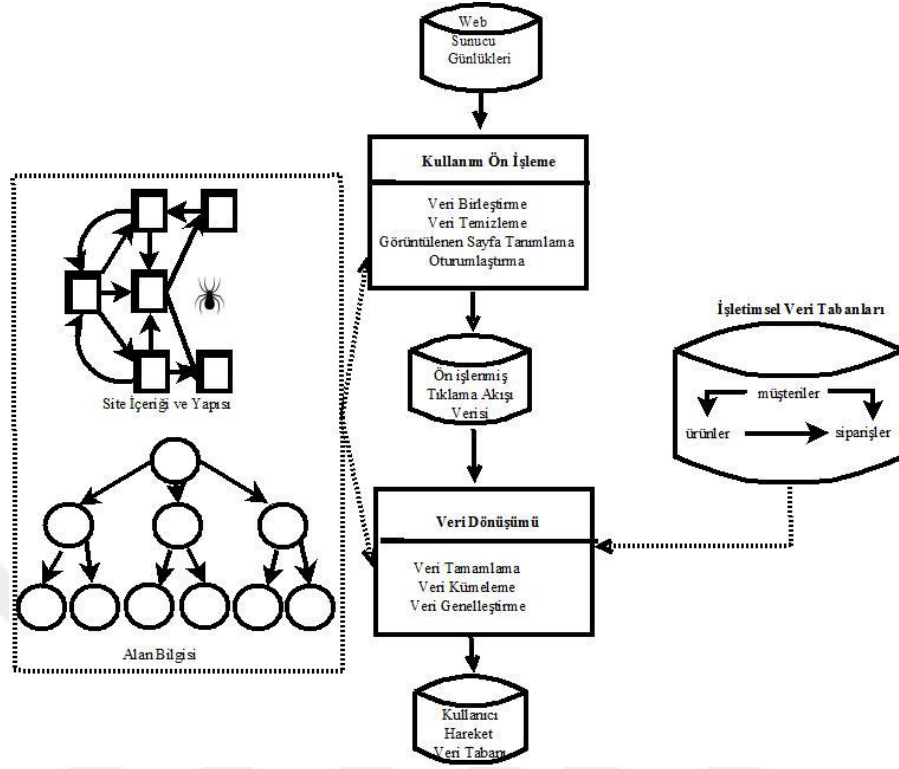 Web
Sunucu
Günlükleri
Kullanım Ön İşleme
Veri Birleştirme
Veri Temizleme
Görüntülenen Sayfa Tanımlama
Oturumlaştırma
Site İçeriği ve Yapısı
Alan Bilgisi
Ön işlenmiş
Tıklama Akışı
Verisi
İşletimsel Veri Tabanları
müşteriler
ürünler
siparişler
Veri Dönüşümü
Veri Tamamlama
Veri Kümeleme
Veri Genelleştirme
Kullanıcı
Hareket
Veri Tabanı